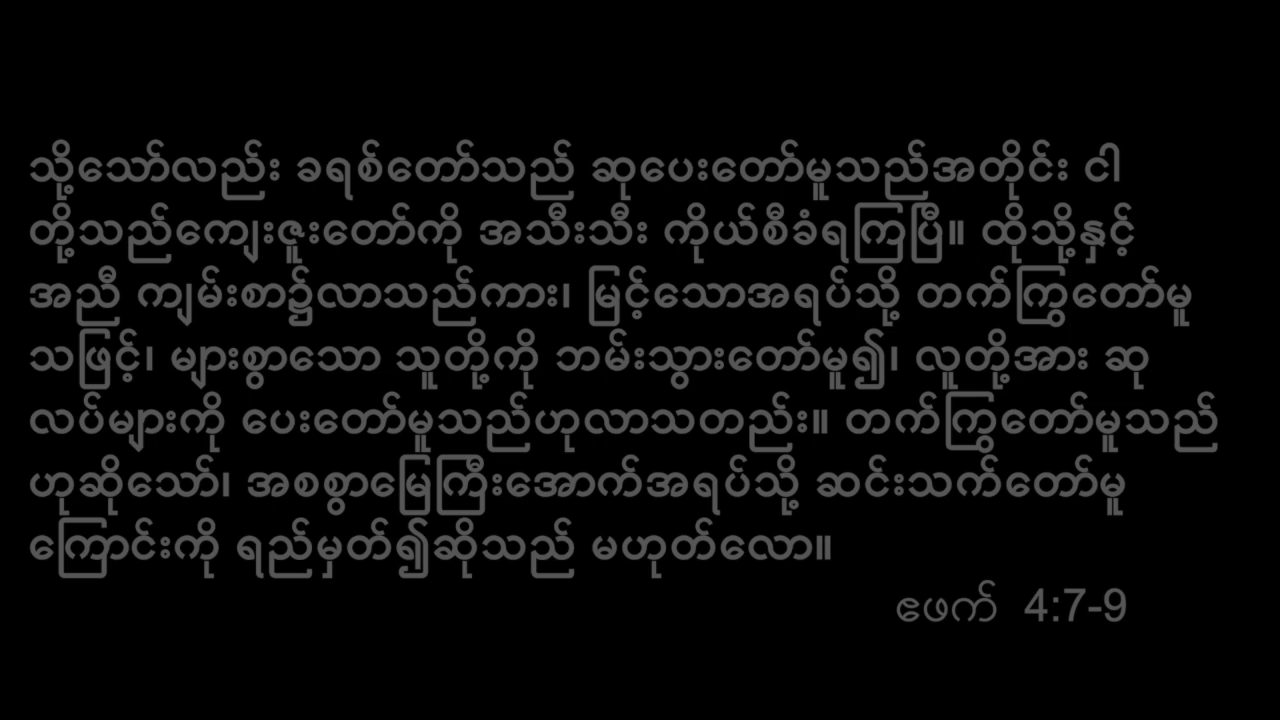 သို့သော်လည်း ခရစ်တော်သည် ဆုပေးတော်မူသည်အတိုင်း ငါ
တို့သည်ကျေးဇူးတော်ကို အသီးသီး ကိုယ်စီခံရကြပြီ။ ထိုသို့နှင့်
အညီ ကျမ်းစာ၌လာသည်ကား၊ မြင့်သောအရပ်သို့ တက်ကြွတော်မူ
သဖြင့်၊ များစွာသော သူတို့ကို ဘမ်းသွားတော်မူ၍၊ လူတို့အား ဆု
လပ်များကို ပေးတော်မူသည်ဟုလာသတည်း။ တက်ကြွတော်မူသည်
ဟုဆိုသော်၊ အစစွာမြေကြီးအောက်အရပ်သို့ ဆင်းသက်တော်မူ
ကြောင်းကို ရည်မှတ်၍ဆိုသည် မဟုတ်လော။
ဧဖက် 4:7-9